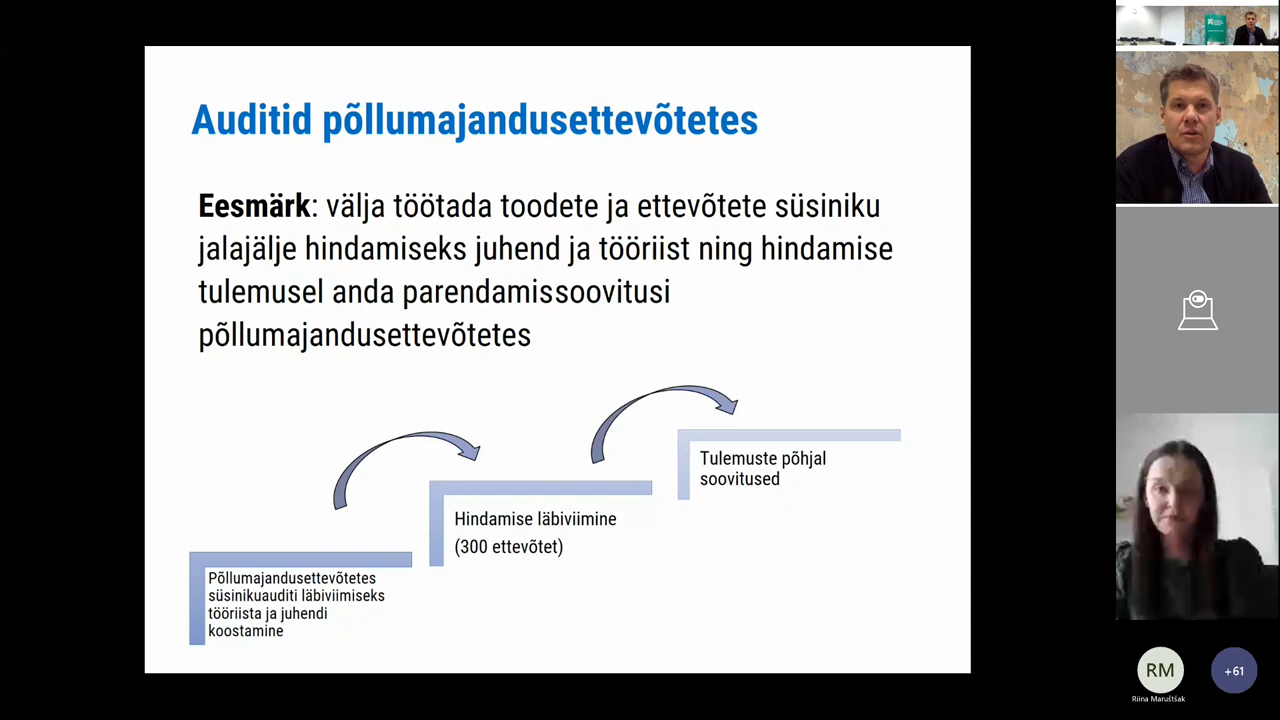 Auditid põllumajandusettevõtetes
Eesmärk: välja töötada toodete ja ettevõtete süsiniku
jalajälje hindamiseks juhend ja tööriist ning hindamise
tulemusel anda parendamissoovitusi
põllumajandusettevõtetes
Tulemuste põhjal
soovitused
Hindamise läbiviimine
(300 ettevõtet)
Põllumajandusettevõtetes
süsinikuauditi läbiviimiseks
tööriista ja juhendi
koostamine
RM
+61
Riina Maruštšak